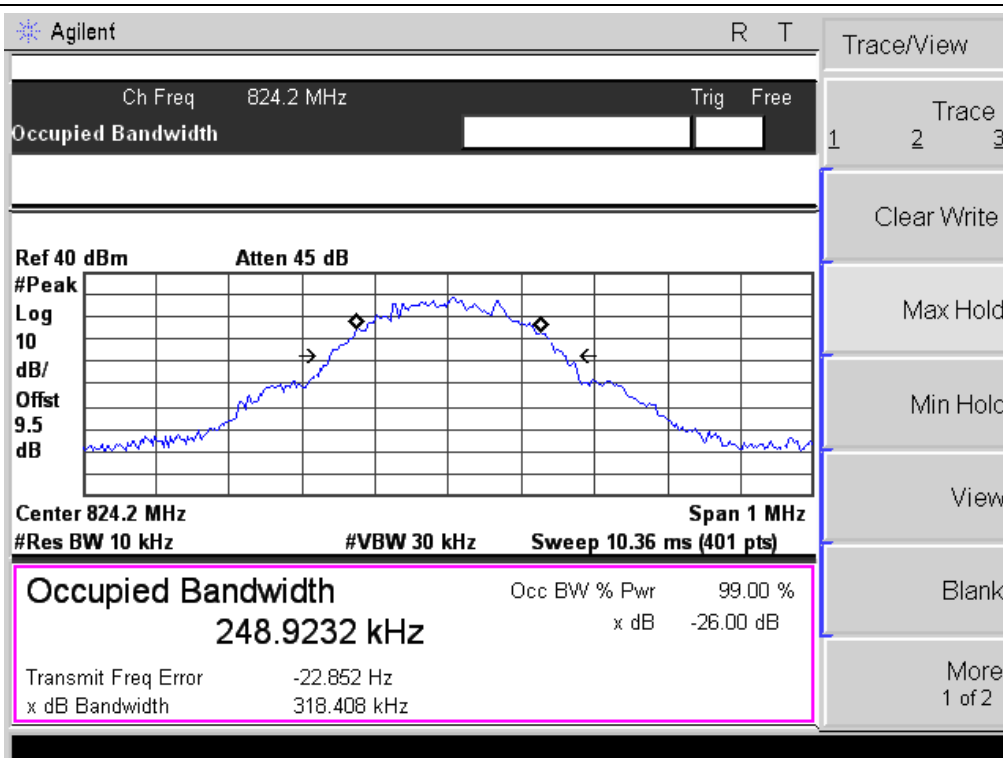 Agilent R T
Trace/View
Ch Freq 824.2 MHz Trig Free
Occupied Bandwidth
Trace
1 2 3
Clear Write
Max Hold
Min Hold
View
Blank
More
1 of 2
Ref 40 dBm Atten 45 dB
#Peak
Log
10
dB/
Offst
9.5
dB
Center 824.2 MHz Span 1 MHz
#Res BW 10 kHz #VBW 30 kHz Sweep 10.36 ms (401 pts)
Occupied Bandwidth Occ BW % Pwr 99.00 %
248.9232 kHz x dB -26.00 dB
Transmit Freq Error -22.852 Hz
x dB Bandwidth 318.408 kHz